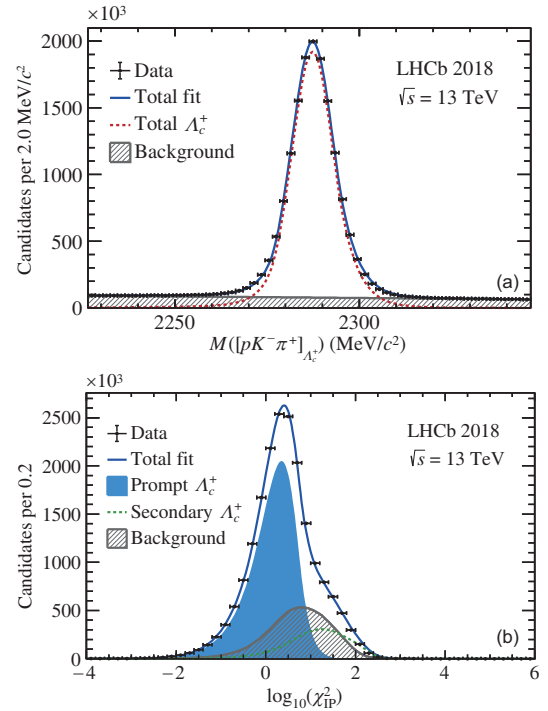 ×10³
2000
1500
1000
500
0
Candidates per 2.0 MeV/c²
Data
Total fit
Total Λc⁺
Background
LHCb 2018
√s = 13 TeV
(a)
2250 2300
M([pK⁻π⁺]Λc⁺) (MeV/c²)
×10³
2500
2000
1500
1000
500
0
Candidates per 0.2
Data
Total fit
Prompt Λc⁺
Secondary Λc⁺
Background
LHCb 2018
√s = 13 TeV
(b)
−4 −2 0 2 4 6
log₁₀(χ²IP)